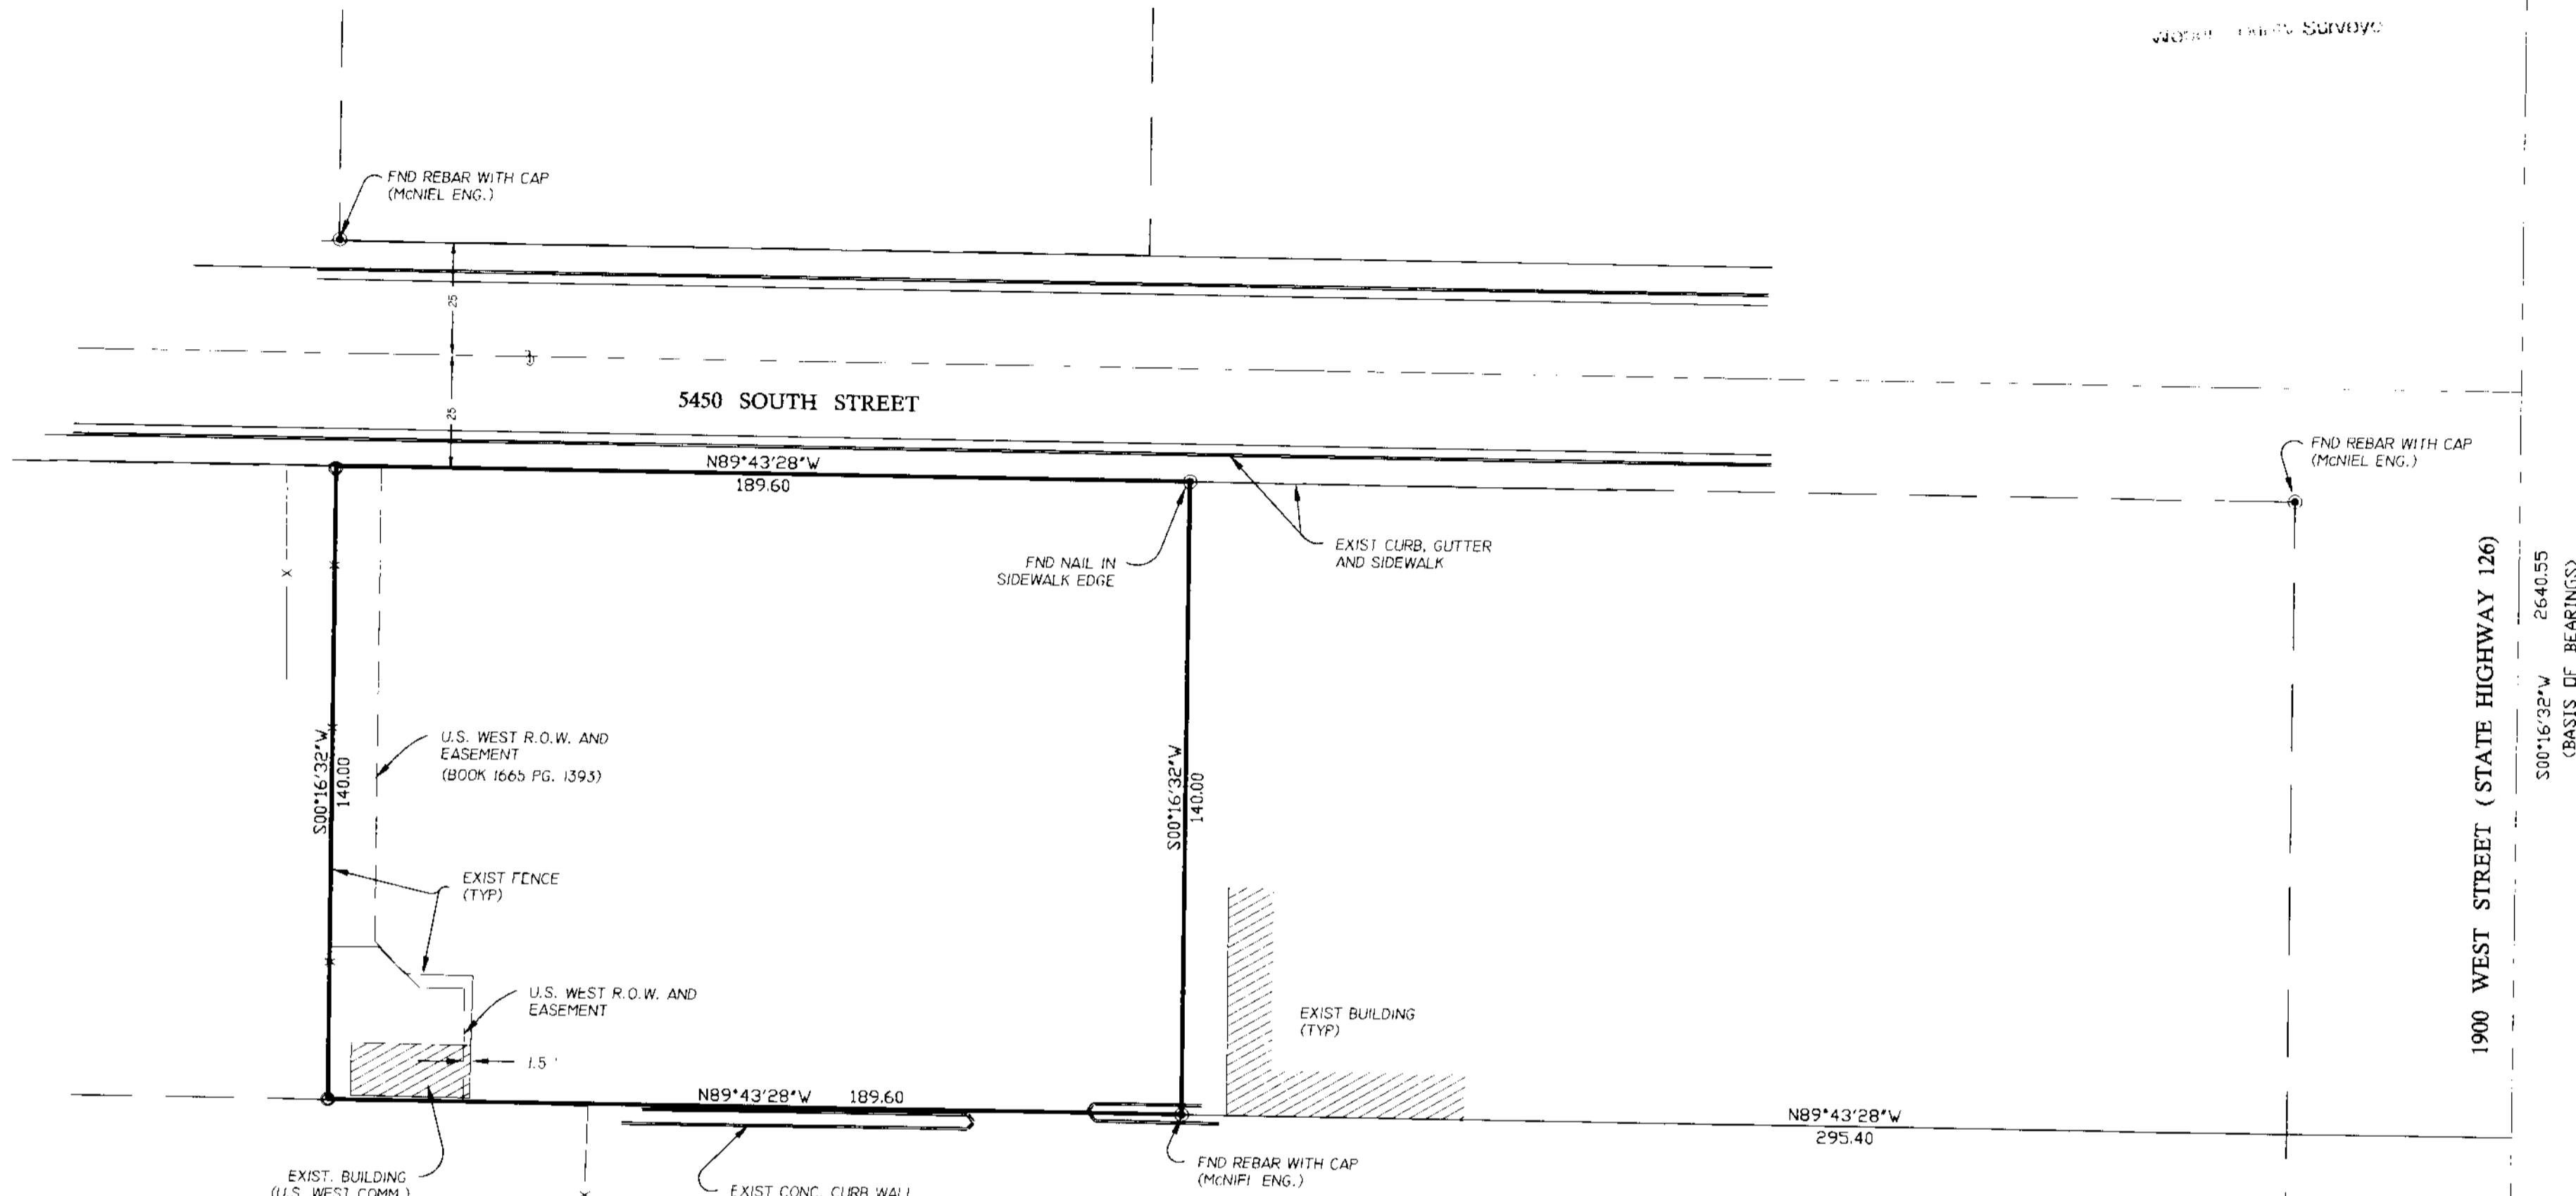 Surveys
FND REBAR WITH CAP
(McNIEL ENG.)
25
25
5450 SOUTH STREET
N89°43'28"W
189.60
FND REBAR WITH CAP
(McNIEL ENG.)
EXIST CURB, GUTTER
AND SIDEWALK
FND NAIL IN
SIDEWALK EDGE
S00°16'32"W
140.00
U.S. WEST R.O.W. AND
EASEMENT
(BOOK 1665 PG. 1393)
S00°16'32"W
140.00
1900 WEST STREET (STATE HIGHWAY 126)
S00°16'32"W 2640.55
(BASIS OF BEARINGS)
EXIST FENCE
(TYP)
U.S. WEST R.O.W. AND
EASEMENT
EXIST BUILDING
(TYP)
1.5'
N89°43'28"W 189.60
N89°43'28"W
295.40
FND REBAR WITH CAP
(McNIEL ENG.)
EXIST. BUILDING
(U.S. WEST COMM.)
EXIST CONC. CURB WALL